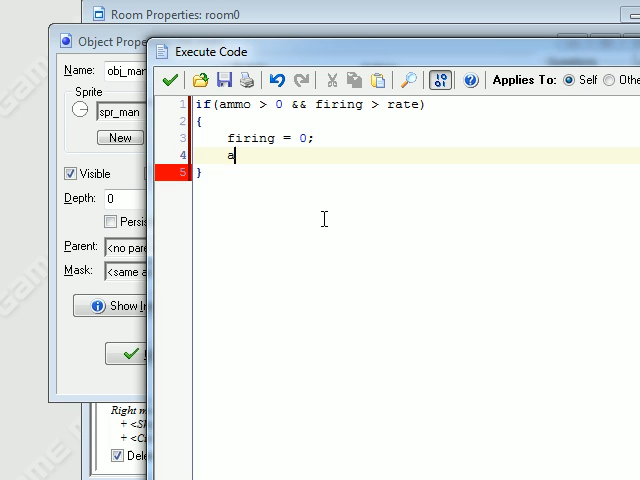 Room Properties: room0
Object Prope
Execute Code
Applies To:
Self
Othe
Name:
obj_man
Sprite
spr_man
New
Visible
Depth:
0
Persis
Parent:
<no pare
Mask:
<same a
Show In
Right m
+ <S
+ <C
Dele
1 if(ammo > 0 && firing > rate)
2 {
3 firing = 0;
4 a
5 }